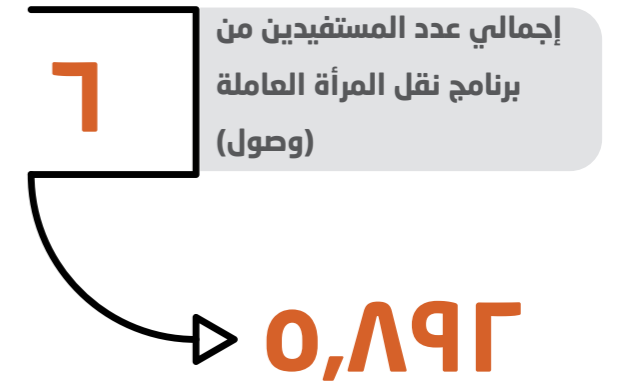 ٦
إجمالي عدد المستفيدين من
برنامج نقل المرأة العاملة
(وصول)
٥,٨٩٢